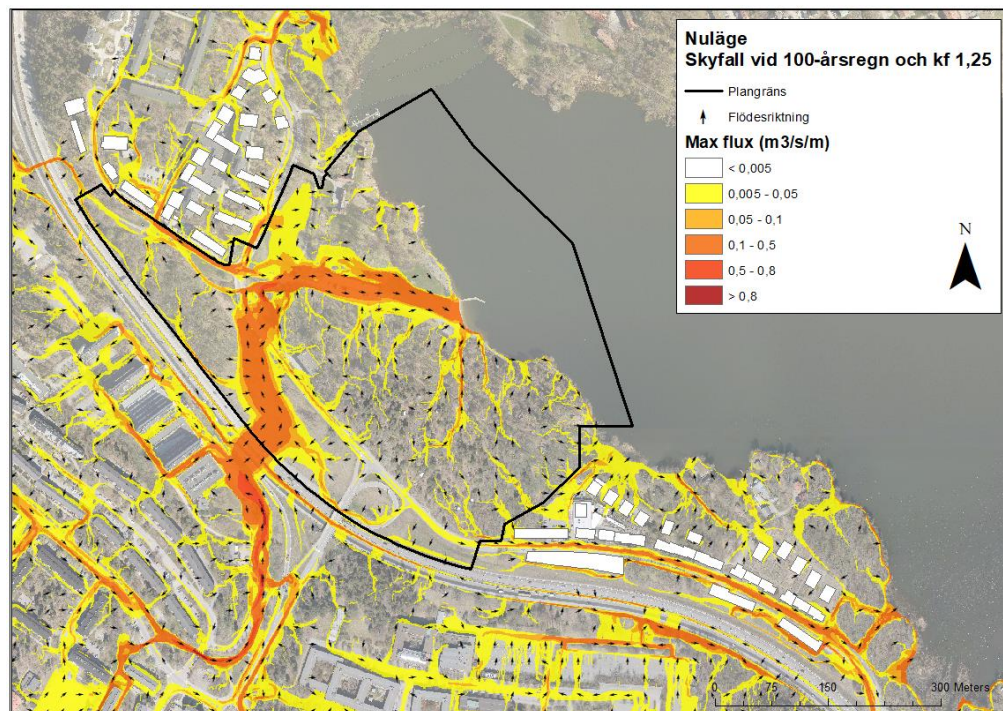 Nuläge
Skyfall vid 100-årsregn och kf 1,25
Plangräns
Flödesriktning
Max flux (m3/s/m)
< 0,005
0,005 - 0,05
0,05 - 0,1
0,1 - 0,5
0,5 - 0,8
> 0,8
N
0 75 150 300 Meters